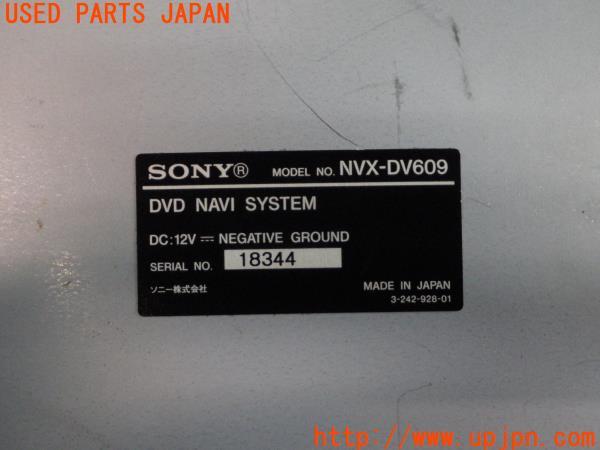 USED PARTS JAPAN
SONY® MODEL NO. NVX-DV609
DVD NAVI SYSTEM
DC:12V ⎓ NEGATIVE GROUND
SERIAL NO. 18344
ソニー株式会社 MADE IN JAPAN
3-242-928-01
http://www.upjpn.com